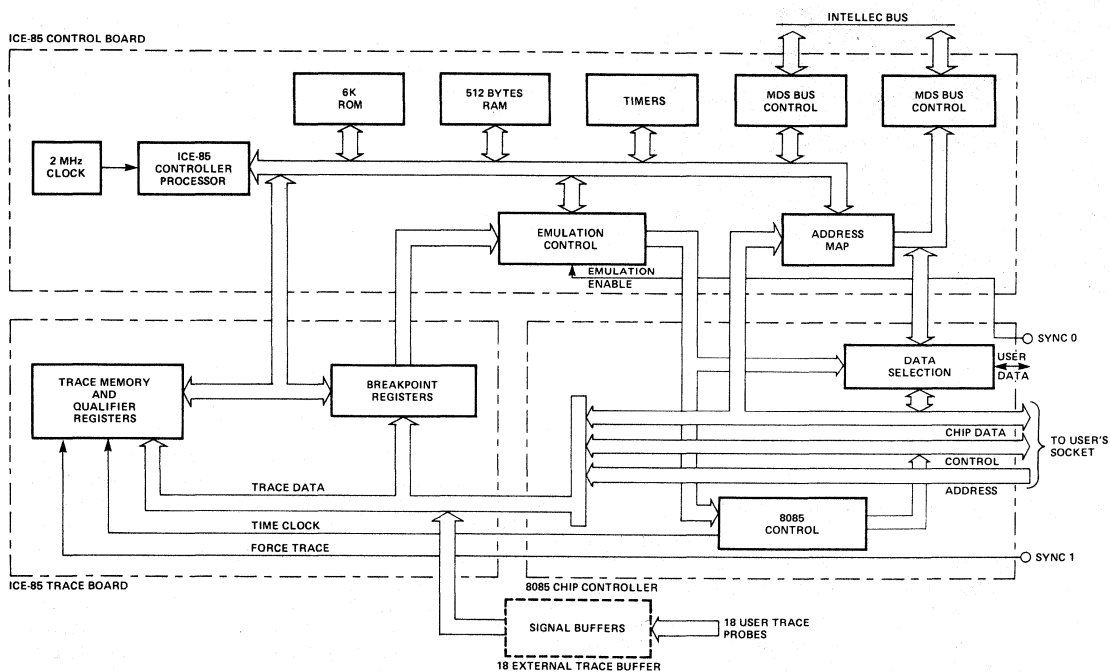 INTELLEC BUS
ICE-85 CONTROL BOARD
6K
ROM
512 BYTES
RAM
TIMERS
MDS BUS
CONTROL
MDS BUS
CONTROL
2 MHz
CLOCK
ICE-85
CONTROLLER
PROCESSOR
EMULATION
CONTROL
ADDRESS
MAP
EMULATION
ENABLE
SYNC 0
TRACE MEMORY
AND
QUALIFIER
REGISTERS
BREAKPOINT
REGISTERS
DATA
SELECTION
USER
DATA
CHIP DATA
CONTROL
ADDRESS
TO USER'S
SOCKET
TRACE DATA
TIME CLOCK
FORCE TRACE
8085
CONTROL
SYNC 1
ICE-85 TRACE BOARD
8085 CHIP CONTROLLER
SIGNAL BUFFERS
18 USER TRACE
PROBES
18 EXTERNAL TRACE BUFFER